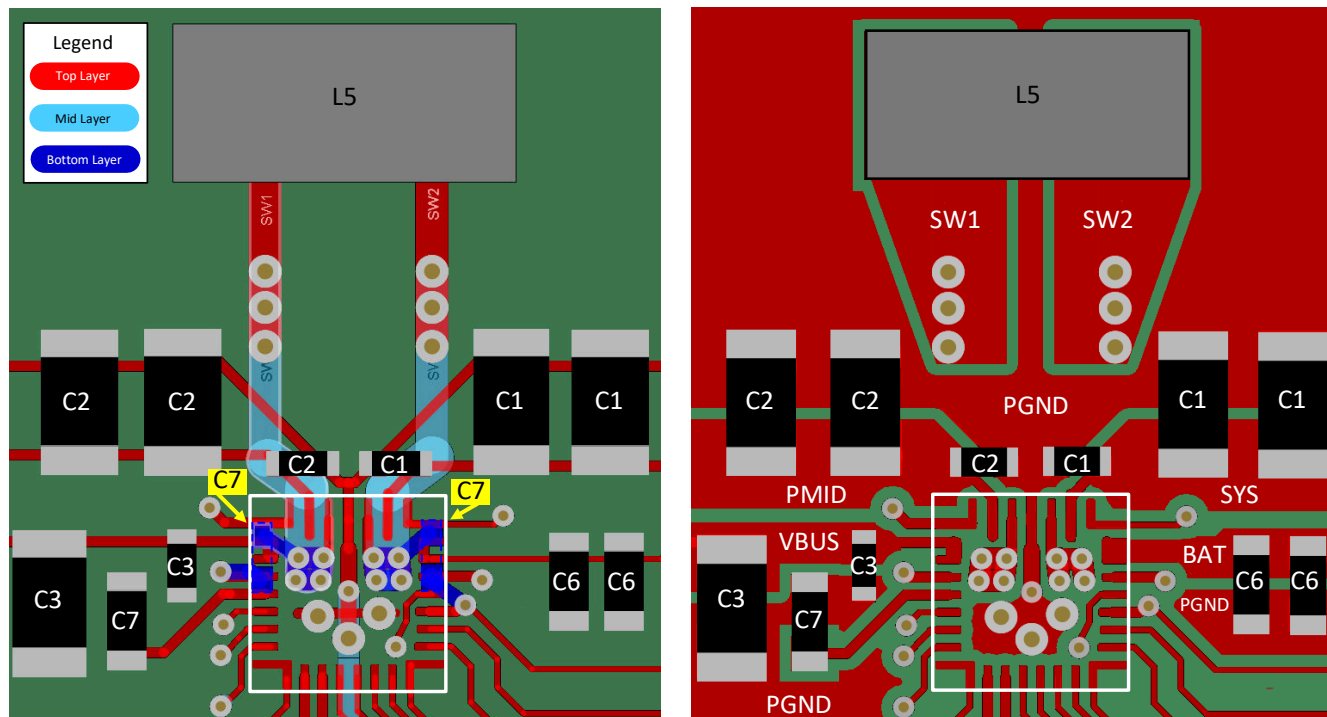 Legend
Top Layer
Mid Layer
Bottom Layer
L5
SW1
SW2
SW
SW
C2
C2
C1
C1
C2
C1
C7
C7
C3
C3
C7
C6
C6
L5
SW1
SW2
C2
C2
C1
C1
PGND
C2
C1
PMID
SYS
VBUS
BAT
C3
C3
C7
C6
C6
PGND
PGND